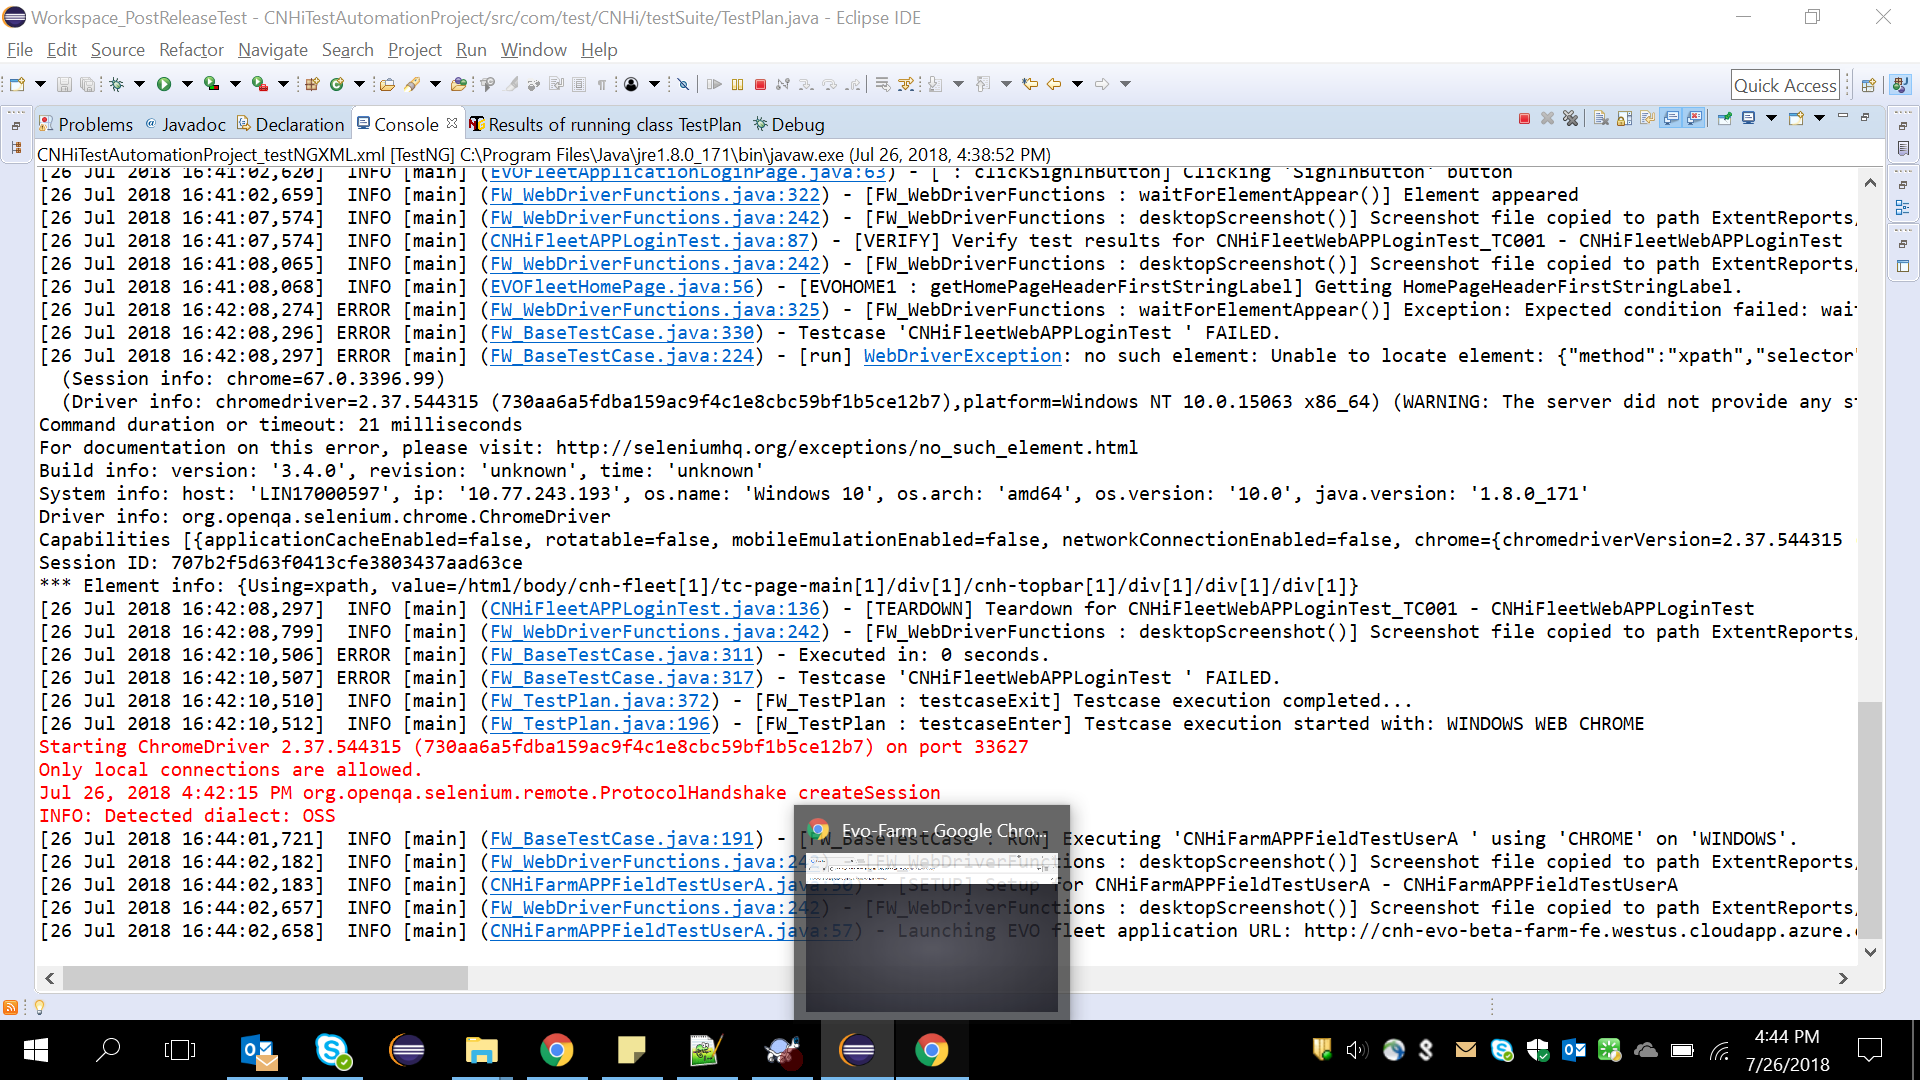 Workspace_PostReleaseTest - CNHiTestAutomationProject/src/com/test/CNHi/testSuite/TestPlan.java - Eclipse IDE
File Edit Source Refactor Navigate Search Project Run Window Help
Quick Access
Problems Javadoc Declaration Console Results of running class TestPlan Debug
CNHiTestAutomationProject_testNGXML.xml [TestNG] C:\Program Files\Java\jre1.8.0_171\bin\javaw.exe (Jul 26, 2018, 4:38:52 PM)
[26 Jul 2018 16:41:02,620]  INFO [main] (EVOFleetApplicationLoginPage.java:63) - [ : clickSignInButton] Clicking 'SignInButton' button
[26 Jul 2018 16:41:02,659]  INFO [main] (FW_WebDriverFunctions.java:322) - [FW_WebDriverFunctions : waitForElementAppear()] Element appeared
[26 Jul 2018 16:41:07,574]  INFO [main] (FW_WebDriverFunctions.java:242) - [FW_WebDriverFunctions : desktopScreenshot()] Screenshot file copied to path ExtentReports/
[26 Jul 2018 16:41:07,574]  INFO [main] (CNHiFleetAPPLoginTest.java:87) - [VERIFY] Verify test results for CNHiFleetWebAPPLoginTest_TC001 - CNHiFleetWebAPPLoginTest
[26 Jul 2018 16:41:08,065]  INFO [main] (FW_WebDriverFunctions.java:242) - [FW_WebDriverFunctions : desktopScreenshot()] Screenshot file copied to path ExtentReports/
[26 Jul 2018 16:41:08,068]  INFO [main] (EVOFleetHomePage.java:56) - [EVOHOME1 : getHomePageHeaderFirstStringLabel] Getting HomePageHeaderFirstStringLabel.
[26 Jul 2018 16:42:08,274] ERROR [main] (FW_WebDriverFunctions.java:325) - [FW_WebDriverFunctions : waitForElementAppear()] Exception: Expected condition failed: wai
[26 Jul 2018 16:42:08,296] ERROR [main] (FW_BaseTestCase.java:330) - Testcase 'CNHiFleetWebAPPLoginTest ' FAILED.
[26 Jul 2018 16:42:08,297] ERROR [main] (FW_BaseTestCase.java:224) - [run] WebDriverException: no such element: Unable to locate element: {"method":"xpath","selector"
(Session info: chrome=67.0.3396.99)
(Driver info: chromedriver=2.37.544315 (730aa6a5fdba159ac9f4c1e8cbc59bf1b5ce12b7),platform=Windows NT 10.0.15063 x86_64) (WARNING: The server did not provide any st
Command duration or timeout: 21 milliseconds
For documentation on this error, please visit: http://seleniumhq.org/exceptions/no_such_element.html
Build info: version: '3.4.0', revision: 'unknown', time: 'unknown'
System info: host: 'LIN17000597', ip: '10.77.243.193', os.name: 'Windows 10', os.arch: 'amd64', os.version: '10.0', java.version: '1.8.0_171'
Driver info: org.openqa.selenium.chrome.ChromeDriver
Capabilities [{applicationCacheEnabled=false, rotatable=false, mobileEmulationEnabled=false, networkConnectionEnabled=false, chrome={chromedriverVersion=2.37.544315
Session ID: 707b2f5d63f0413cfe3803437aad63ce
*** Element info: {Using=xpath, value=/html/body/cnh-fleet[1]/tc-page-main[1]/div[1]/cnh-topbar[1]/div[1]/div[1]/div[1]}
[26 Jul 2018 16:42:08,297]  INFO [main] (CNHiFleetAPPLoginTest.java:136) - [TEARDOWN] Teardown for CNHiFleetWebAPPLoginTest_TC001 - CNHiFleetWebAPPLoginTest
[26 Jul 2018 16:42:08,799]  INFO [main] (FW_WebDriverFunctions.java:242) - [FW_WebDriverFunctions : desktopScreenshot()] Screenshot file copied to path ExtentReports/
[26 Jul 2018 16:42:10,506] ERROR [main] (FW_BaseTestCase.java:311) - Executed in: 0 seconds.
[26 Jul 2018 16:42:10,507] ERROR [main] (FW_BaseTestCase.java:317) - Testcase 'CNHiFleetWebAPPLoginTest ' FAILED.
[26 Jul 2018 16:42:10,510]  INFO [main] (FW_TestPlan.java:372) - [FW_TestPlan : testcaseExit] Testcase execution completed...
[26 Jul 2018 16:42:10,512]  INFO [main] (FW_TestPlan.java:196) - [FW_TestPlan : testcaseEnter] Testcase execution started with: WINDOWS WEB CHROME
Starting ChromeDriver 2.37.544315 (730aa6a5fdba159ac9f4c1e8cbc59bf1b5ce12b7) on port 33627
Only local connections are allowed.
Jul 26, 2018 4:42:15 PM org.openqa.selenium.remote.ProtocolHandshake createSession
INFO: Detected dialect: OSS
[26 Jul 2018 16:44:01,721]  INFO [main] (FW_BaseTestCase.java:191) - [FW_BaseTestCase : RUN] Executing 'CNHiFarmAPPFieldTestUserA ' using 'CHROME' on 'WINDOWS'.
[26 Jul 2018 16:44:02,182]  INFO [main] (FW_WebDriverFunctions.java:242) - [FW_WebDriverFunctions : desktopScreenshot()] Screenshot file copied to path ExtentReports/
[26 Jul 2018 16:44:02,183]  INFO [main] (CNHiFarmAPPFieldTestUserA.java:50) - [SETUP] Setup for CNHiFarmAPPFieldTestUserA - CNHiFarmAPPFieldTestUserA
[26 Jul 2018 16:44:02,657]  INFO [main] (FW_WebDriverFunctions.java:242) - [FW_WebDriverFunctions : desktopScreenshot()] Screenshot file copied to path ExtentReports/
[26 Jul 2018 16:44:02,658]  INFO [main] (CNHiFarmAPPFieldTestUserA.java:57) - Launching EVO fleet application URL: http://cnh-evo-beta-farm-fe.westus.cloudapp.azure.
Evo-Farm - Google Chro...
4:44 PM
7/26/2018